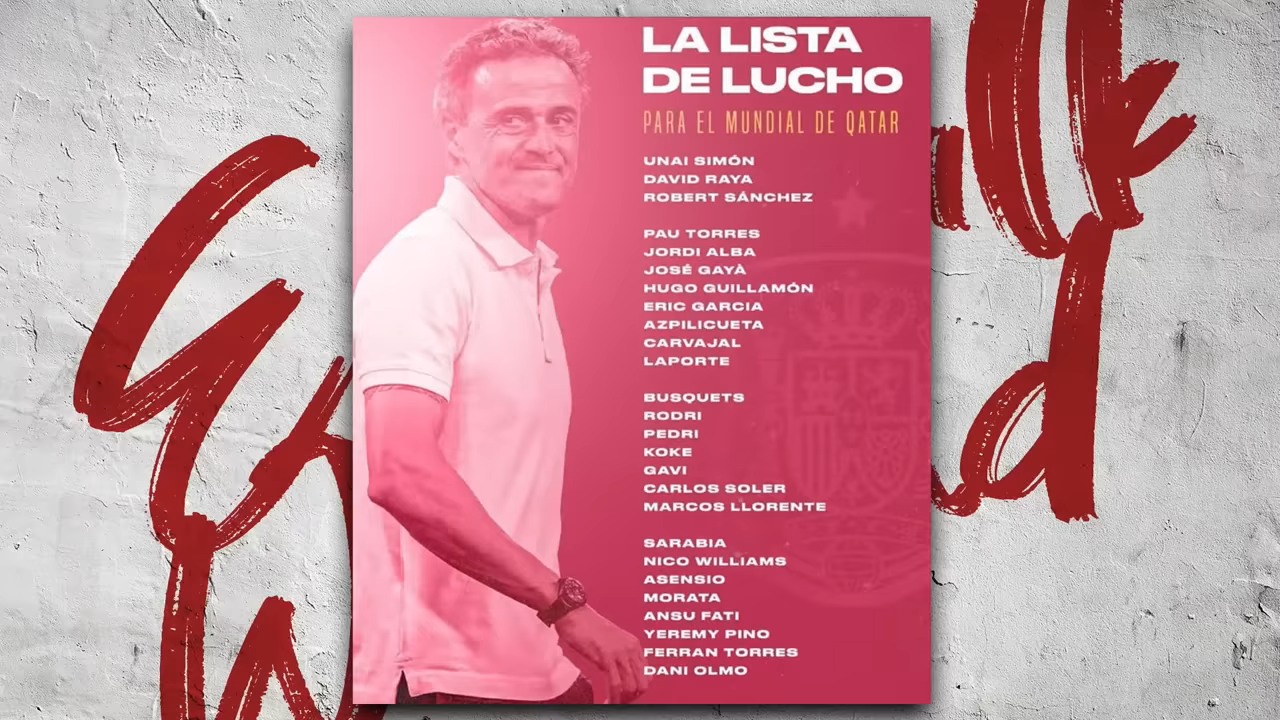 LA LISTA
DE LUCHO
PARA EL MUNDIAL DE QATAR
UNAI SIMÓN
DAVID RAYA
ROBERT SÁNCHEZ
PAU TORRES
JORDI ALBA
JOSÉ GAYÀ
HUGO GUILLAMÓN
ERIC GARCIA
AZPILICUETA
CARVAJAL
LAPORTE
BUSQUETS
RODRI
PEDRI
KOKE
GAVI
CARLOS SOLER
MARCOS LLORENTE
SARABIA
NICO WILLIAMS
ASENSIO
MORATA
ANSU FATI
YEREMY PINO
FERRAN TORRES
DANI OLMO